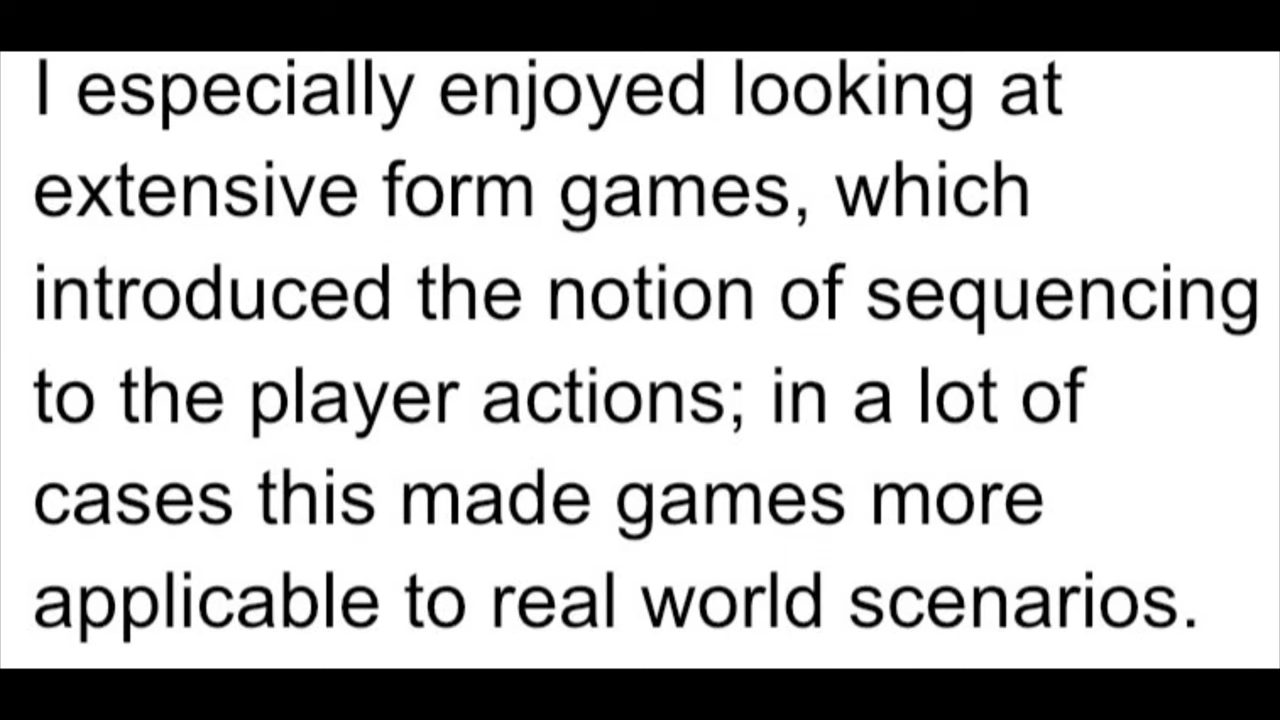 I especially enjoyed looking at
extensive form games, which
introduced the notion of sequencing
to the player actions; in a lot of
cases this made games more
applicable to real world scenarios.